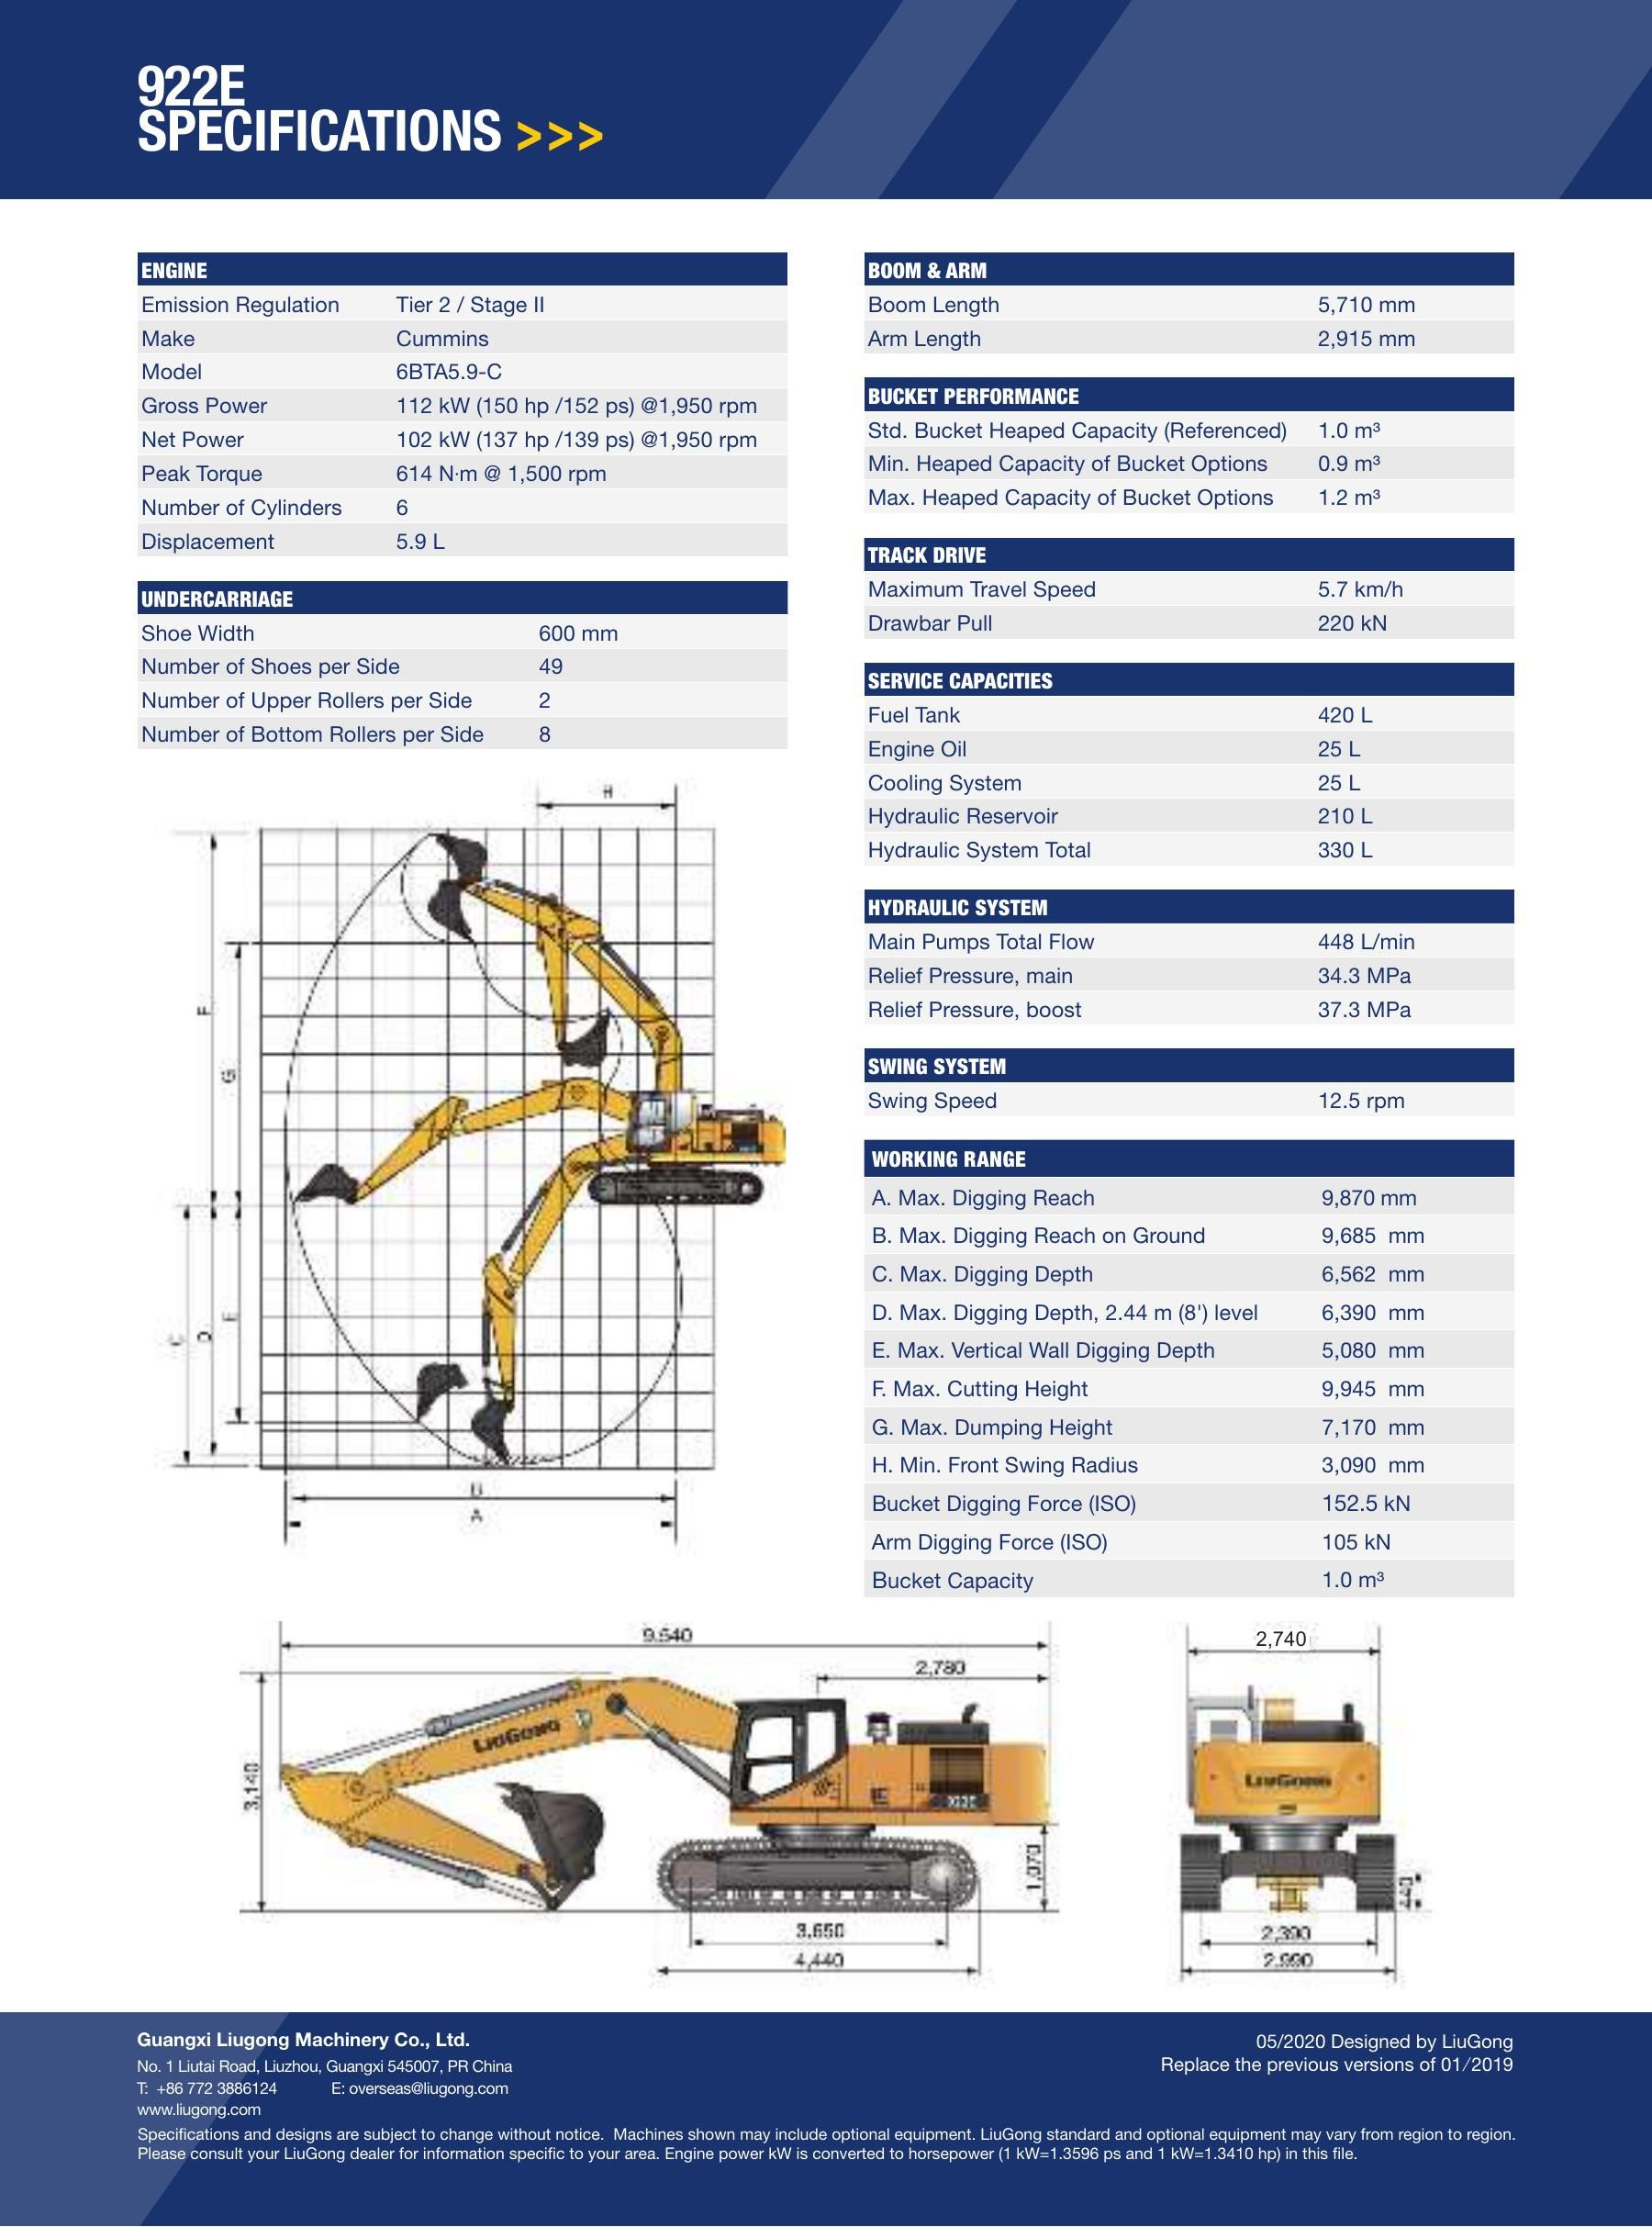 922E
SPECIFICATIONS >>>
ENGINE
Emission Regulation Tier 2 / Stage II
Make Cummins
Model 6BTA5.9-C
Gross Power 112 kW (150 hp /152 ps) @1,950 rpm
Net Power 102 kW (137 hp /139 ps) @1,950 rpm
Peak Torque 614 N·m @ 1,500 rpm
Number of Cylinders 6
Displacement 5.9 L
UNDERCARRIAGE
Shoe Width 600 mm
Number of Shoes per Side 49
Number of Upper Rollers per Side 2
Number of Bottom Rollers per Side 8
H
F
G
E
C
D
B
A
BOOM & ARM
Boom Length 5,710 mm
Arm Length 2,915 mm
BUCKET PERFORMANCE
Std. Bucket Heaped Capacity (Referenced) 1.0 m³
Min. Heaped Capacity of Bucket Options 0.9 m³
Max. Heaped Capacity of Bucket Options 1.2 m³
TRACK DRIVE
Maximum Travel Speed 5.7 km/h
Drawbar Pull 220 kN
SERVICE CAPACITIES
Fuel Tank 420 L
Engine Oil 25 L
Cooling System 25 L
Hydraulic Reservoir 210 L
Hydraulic System Total 330 L
HYDRAULIC SYSTEM
Main Pumps Total Flow 448 L/min
Relief Pressure, main 34.3 MPa
Relief Pressure, boost 37.3 MPa
SWING SYSTEM
Swing Speed 12.5 rpm
WORKING RANGE
A. Max. Digging Reach 9,870 mm
B. Max. Digging Reach on Ground 9,685 mm
C. Max. Digging Depth 6,562 mm
D. Max. Digging Depth, 2.44 m (8') level 6,390 mm
E. Max. Vertical Wall Digging Depth 5,080 mm
F. Max. Cutting Height 9,945 mm
G. Max. Dumping Height 7,170 mm
H. Min. Front Swing Radius 3,090 mm
Bucket Digging Force (ISO) 152.5 kN
Arm Digging Force (ISO) 105 kN
Bucket Capacity 1.0 m³
9.540
2,780
3,140
LIUGONG
E
1,070
3,650
4,440
2,740
LIUGONG
440
2,390
2,990
Guangxi Liugong Machinery Co., Ltd.
No. 1 Liutai Road, Liuzhou, Guangxi 545007, PR China
T: +86 772 3886124 E: overseas@liugong.com
www.liugong.com
05/2020 Designed by LiuGong
Replace the previous versions of 01/2019
Specifications and designs are subject to change without notice. Machines shown may include optional equipment. LiuGong standard and optional equipment may vary from region to region.
Please consult your LiuGong dealer for information specific to your area. Engine power kW is converted to horsepower (1 kW=1.3596 ps and 1 kW=1.3410 hp) in this file.